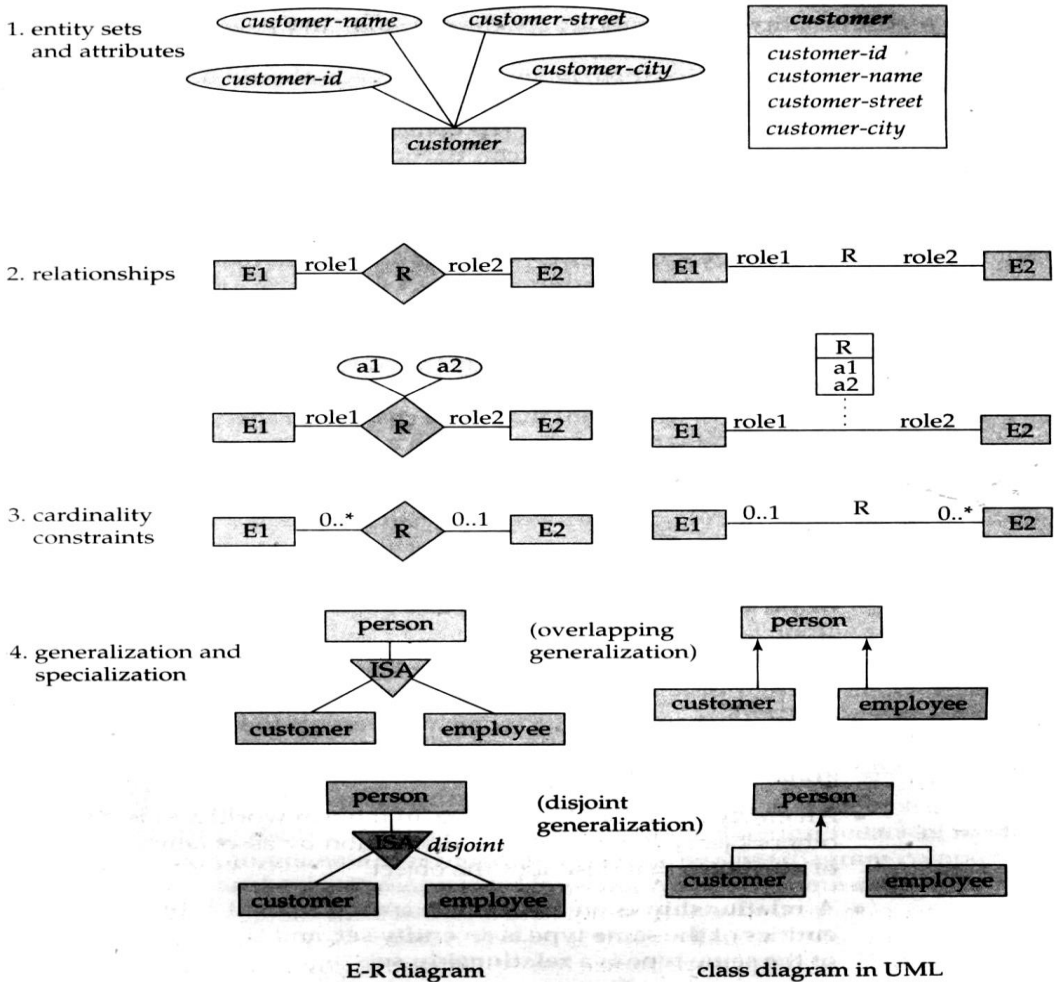 1. entity sets
and attributes
customer-name
customer-street
customer-id
customer-city
customer
customer
customer-id
customer-name
customer-street
customer-city
2. relationships
E1 role1 R role2 E2
E1 role1 R role2 E2
a1 a2
E1 role1 R role2 E2
R
a1
a2
E1 role1 role2 E2
3. cardinality
constraints
E1 0..* R 0..1 E2
E1 0..1 R 0..* E2
4. generalization and
specialization
person
ISA
customer employee
(overlapping
generalization)
person
customer employee
person
ISA disjoint
customer employee
(disjoint
generalization)
person
customer employee
E-R diagram
class diagram in UML